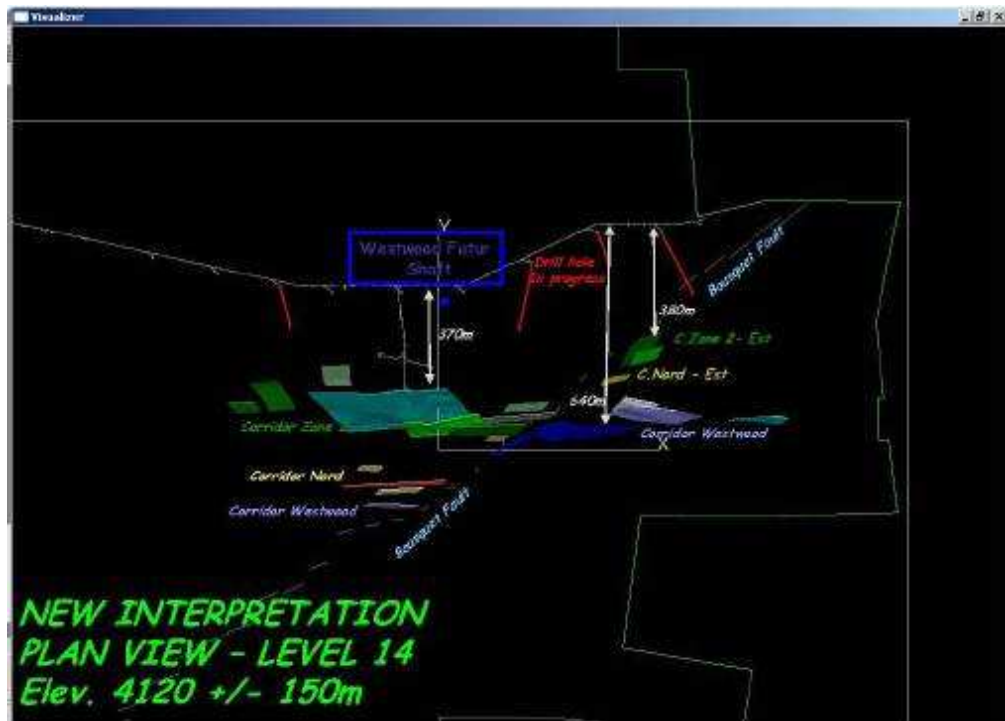 Visualizer
Y
Westwood Futur
Shaft
Drill hole
in progress
Bousquet Fault
370m
380m
C.Zone 2- Est
C.Nord - Est
640m
Corridor Zone
Corridor Westwood
X
Corridor Nord
Corridor Westwood
Bousquet Fault
NEW INTERPRETATION
PLAN VIEW - LEVEL 14
Elev. 4120 +/- 150m